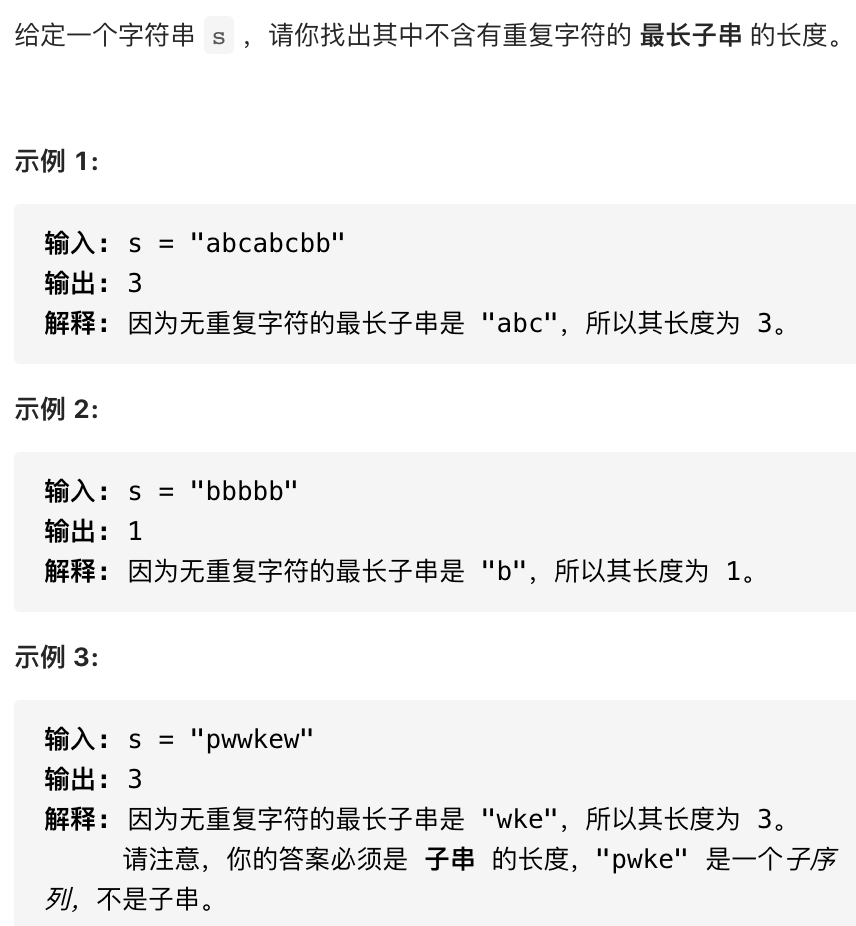 给定一个字符串 s ，请你找出其中不含有重复字符的 最长子串 的长度。
示例 1:
输入: s = "abcabcbb"
输出: 3
解释: 因为无重复字符的最长子串是 "abc"，所以其长度为 3。
示例 2:
输入: s = "bbbbb"
输出: 1
解释: 因为无重复字符的最长子串是 "b"，所以其长度为 1。
示例 3:
输入: s = "pwwkew"
输出: 3
解释: 因为无重复字符的最长子串是 "wke"，所以其长度为 3。
请注意，你的答案必须是 子串 的长度，"pwke" 是一个子序
列，不是子串。